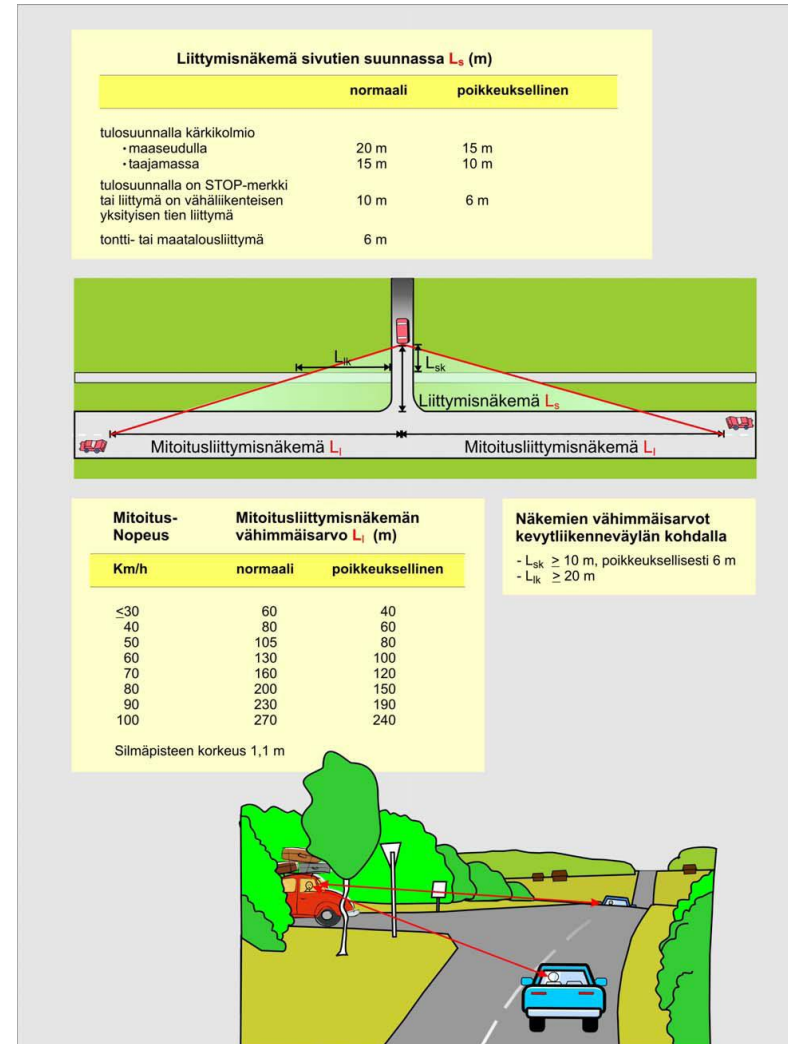 Liittymisnäkemä sivutien suunnassa Ls (m)
normaali poikkeuksellinen
tulosuunnalla kärkikolmio
• maaseudulla 20 m 15 m
• taajamassa 15 m 10 m
tulosuunnalla on STOP-merkki
tai liittymä on vähäliikenteisen 10 m 6 m
yksityisen tien liittymä
tontti- tai maatalousliittymä 6 m
Llk
Lsk
Liittymisnäkemä Ls
Mitoitusliittymisnäkemä Ll Mitoitusliittymisnäkemä Ll
Mitoitus- Mitoitusliittymisnäkemän
Nopeus vähimmäisarvo Ll (m)
Km/h normaali poikkeuksellinen
≤30 60 40
40 80 60
50 105 80
60 130 100
70 160 120
80 200 150
90 230 190
100 270 240
Silmäpisteen korkeus 1,1 m
Näkemien vähimmäisarvot
kevytliikenneväylän kohdalla
- Lsk ≥ 10 m, poikkeuksellisesti 6 m
- Llk ≥ 20 m